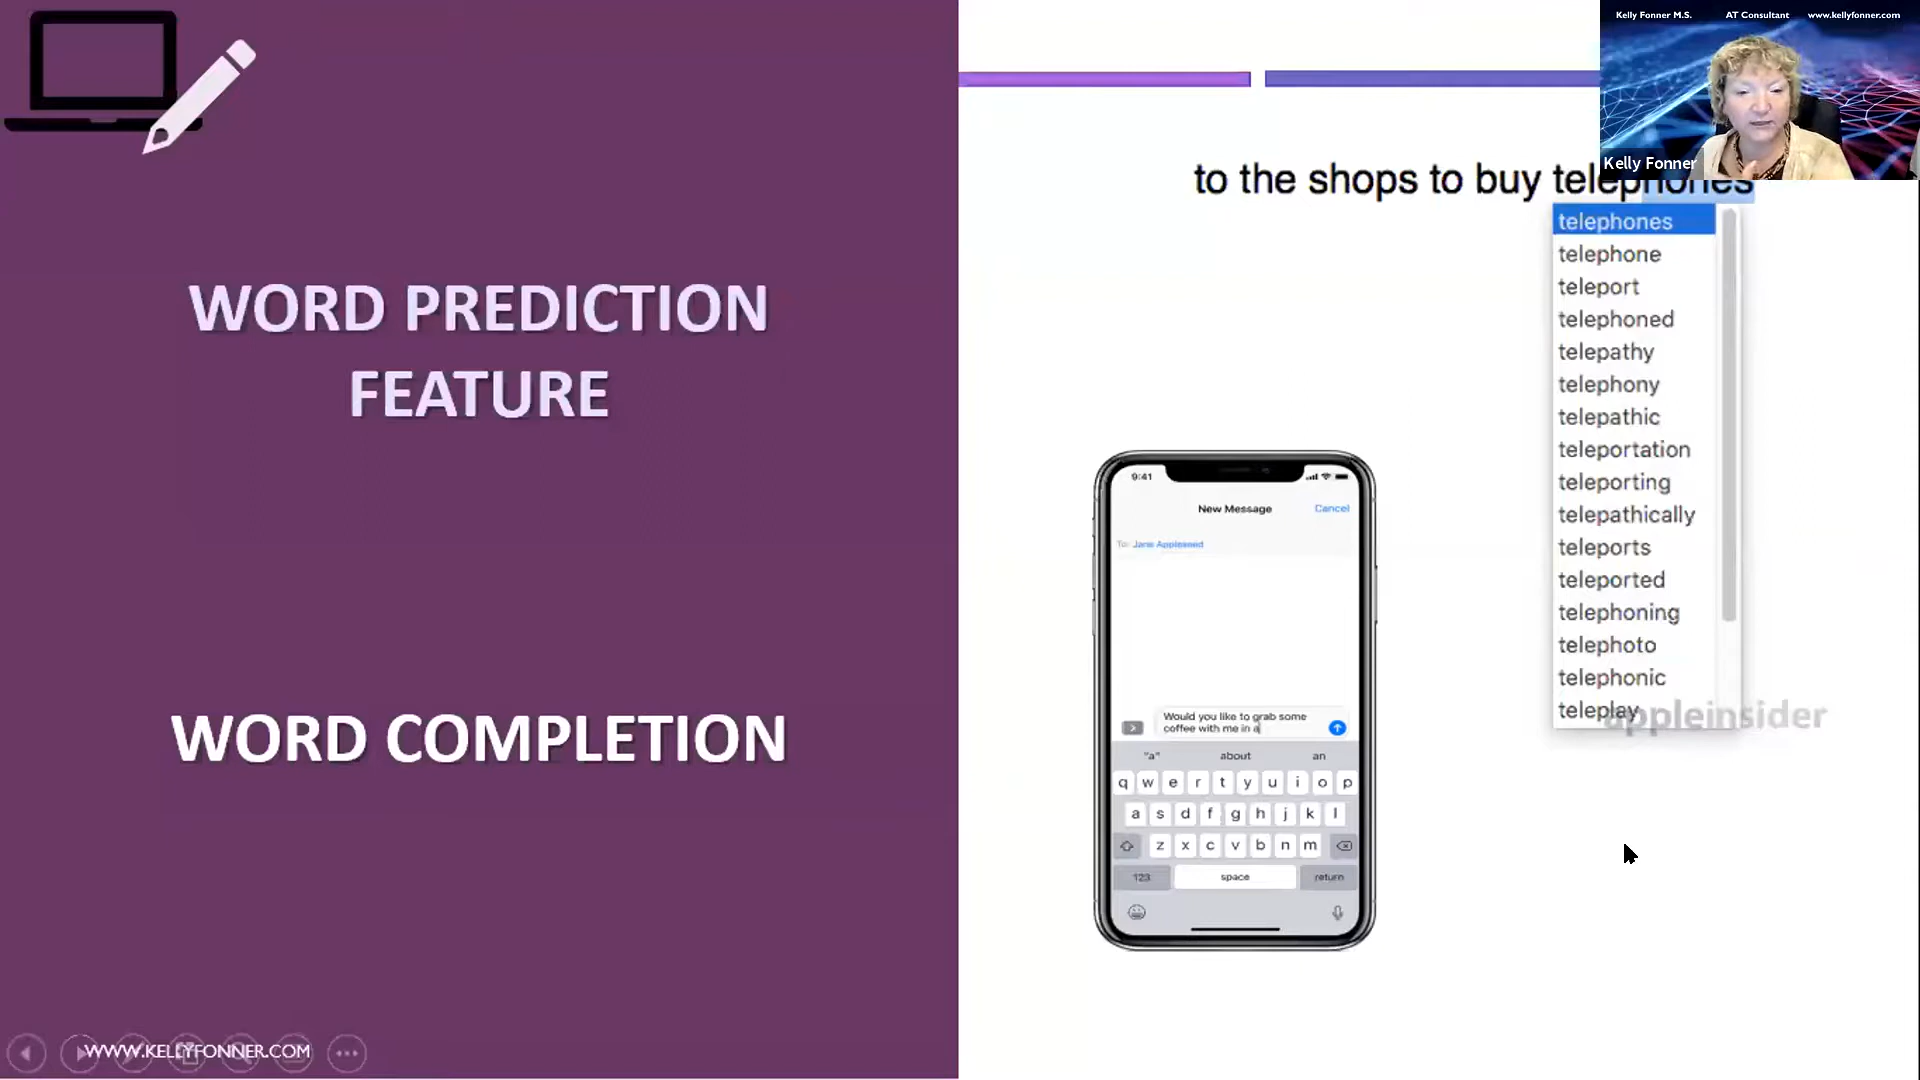 Kelly Fonner M.S. AT Consultant www.kellyfonner.com
Kelly Fonner
WORD PREDICTION
FEATURE
WORD COMPLETION
WWW.KELLYFONNER.COM
to the shops to buy telephones
telephones
telephone
teleport
telephoned
telepathy
telephony
telepathic
teleportation
teleporting
telepathically
teleports
teleported
telephoning
telephoto
telephonic
teleplay
appleinsider
9:41
New Message Cancel
To: Jane Appleseed
Would you like to grab some
coffee with me in a
"a" about an
q w e r t y u i o p
a s d f g h j k l
z x c v b n m
123 space return